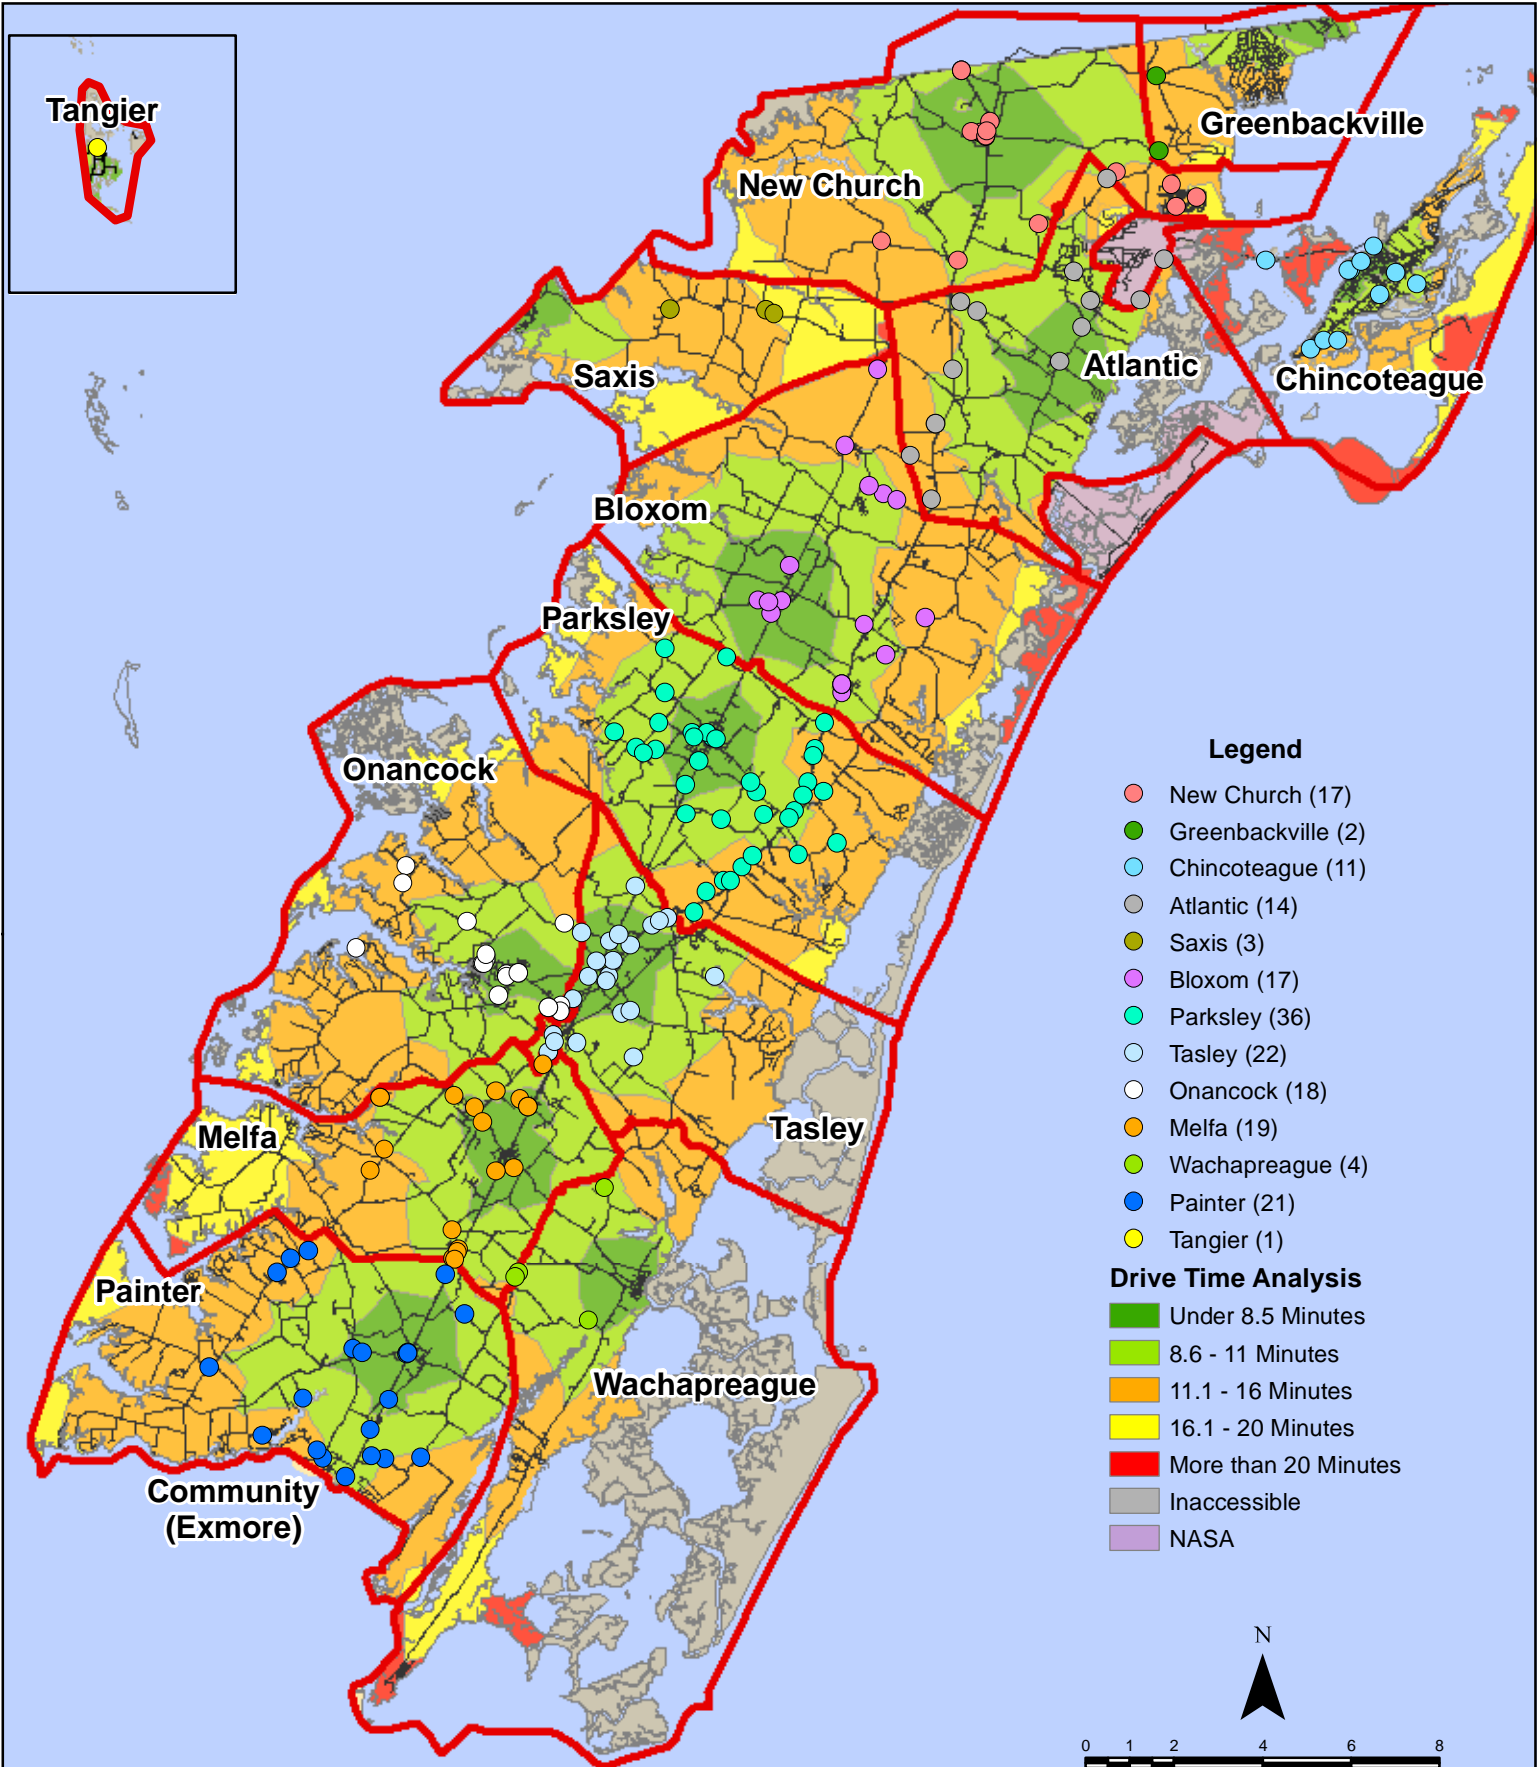 Tangier
Greenbackville
New Church
Atlantic
Saxis
Chincoteague
Bloxom
Parksley
Onancock
Tasley
Melfa
Painter
Wachapreague
Community
(Exmore)
Legend
New Church (17)
Greenbackville (2)
Chincoteague (11)
Atlantic (14)
Saxis (3)
Bloxom (17)
Parksley (36)
Tasley (22)
Onancock (18)
Melfa (19)
Wachapreague (4)
Painter (21)
Tangier (1)
Drive Time Analysis
Under 8.5 Minutes
8.6 - 11 Minutes
11.1 - 16 Minutes
16.1 - 20 Minutes
More than 20 Minutes
Inaccessible
NASA
N
0 1 2 4 6 8